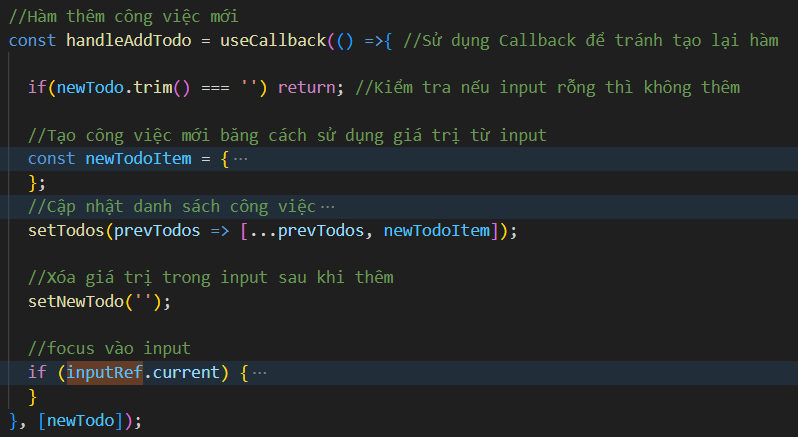 //Hàm thêm công việc mới
const handleAddTodo = useCallback(() =>{ //Sử dụng Callback để tránh tạo lại hàm
if(newTodo.trim() === '') return; //Kiểm tra nếu input rỗng thì không thêm
//Tạo công việc mới băng cách sử dụng giá trị từ input
const newTodoItem = {⋯
};
//Cập nhật danh sách công việc⋯
setTodos(prevTodos => [...prevTodos, newTodoItem]);
//Xóa giá trị trong input sau khi thêm
setNewTodo('');
//focus vào input
if (inputRef.current) {⋯
}
}, [newTodo]);